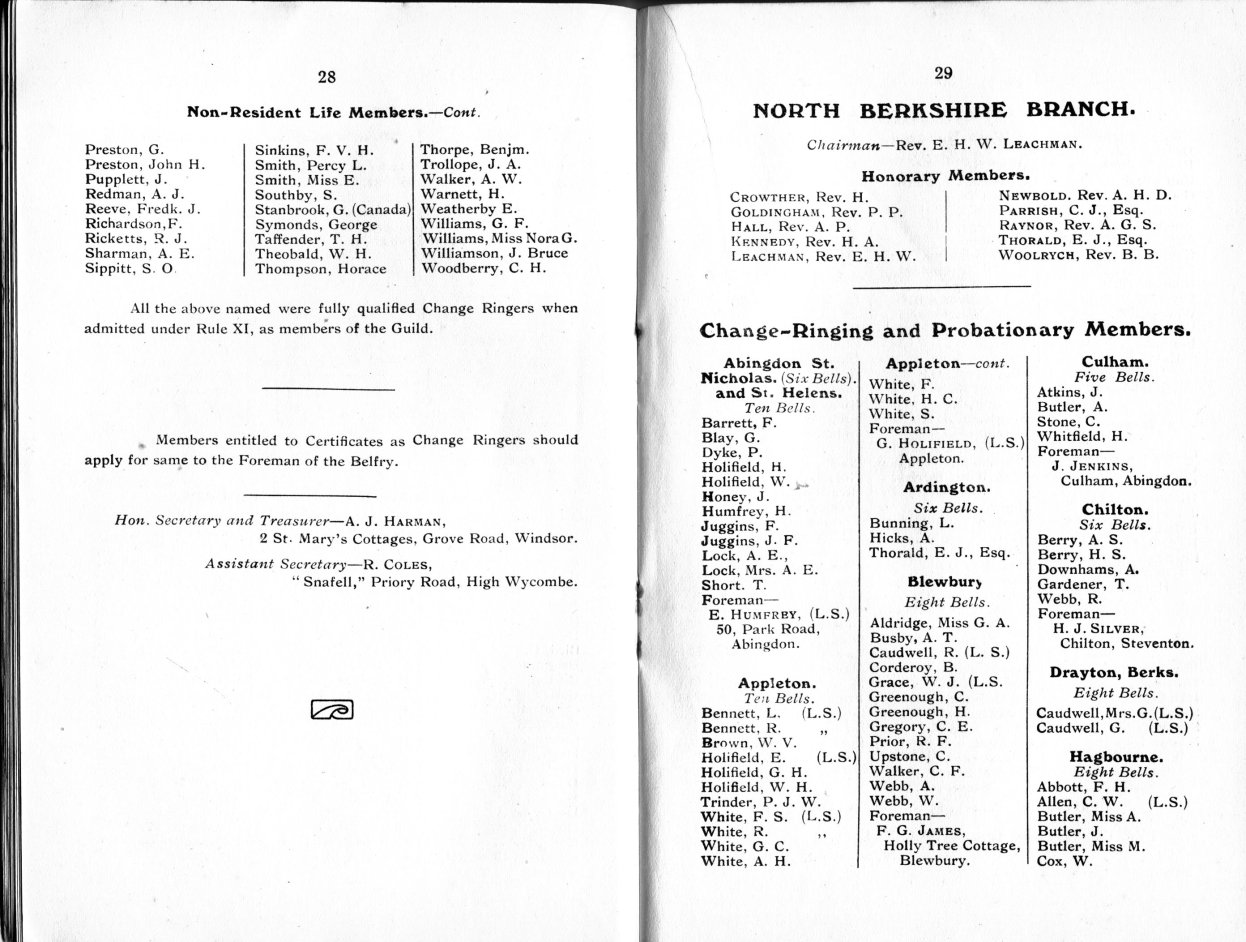 28
Non-Resident Life Members.—Cont.
Preston, G.
Preston, John H.
Pupplett, J.
Redman, A. J.
Reeve, Fredk. J.
Richardson, F.
Ricketts, R. J.
Sharman, A. E.
Sippitt, S. O
Sinkins, F. V. H.
Smith, Percy L.
Smith, Miss E.
Southby, S.
Stanbrook, G. (Canada)
Symonds, George
Taffender, T. H.
Theobald, W. H.
Thompson, Horace
Thorpe, Benjm.
Trollope, J. A.
Walker, A. W.
Warnett, H.
Weatherby E.
Williams, G. F.
Williams, Miss Nora G.
Williamson, J. Bruce
Woodberry, C. H.
All the above named were fully qualified Change Ringers when
admitted under Rule XI, as members of the Guild.
Members entitled to Certificates as Change Ringers should
apply for same to the Foreman of the Belfry.
Hon. Secretary and Treasurer—A. J. HARMAN,
2 St. Mary's Cottages, Grove Road, Windsor.
Assistant Secretary—R. COLES,
"Snafell," Priory Road, High Wycombe.
29
NORTH BERKSHIRE BRANCH.
Chairman—Rev. E. H. W. LEACHMAN.
Honorary Members.
CROWTHER, Rev. H.
GOLDINGHAM, Rev. P. P.
HALL, Rev. A. P.
KENNEDY, Rev. H. A.
LEACHMAN, Rev. E. H. W.
NEWBOLD. Rev. A. H. D.
PARRISH, C. J., Esq.
RAYNOR, Rev. A. G. S.
THORALD, E. J., Esq.
WOOLRYCH, Rev. B. B.
Change-Ringing and Probationary Members.
Abingdon St.
Nicholas. (Six Bells).
and St. Helens.
Ten Bells.
Barrett, F.
Blay, G.
Dyke, P.
Holifield, H.
Holifield, W.
Honey, J.
Humfrey, H.
Juggins, F.
Juggins, J. F.
Lock, A. E.,
Lock, Mrs. A. E.
Short. T.
Foreman—
E. HUMFREY, (L.S.)
50, Park Road,
Abingdon.
Appleton.
Ten Bells.
Bennett, L. (L.S.)
Bennett, R. „
Brown, W. V.
Holifield, E. (L.S.)
Holifield, G. H.
Holifield, W. H.
Trinder, P. J. W.
White, F. S. (L.S.)
White, R. „
White, G. C.
White, A. H.
Appleton—cont.
White, F.
White, H. C.
White, S.
Foreman—
G. HOLIFIELD, (L.S.)
Appleton.
Ardington.
Six Bells.
Bunning, L.
Hicks, A.
Thorald, E. J., Esq.
Blewbury
Eight Bells.
Aldridge, Miss G. A.
Busby, A. T.
Caudwell, R. (L. S.)
Corderoy, B.
Grace, W. J. (L.S.
Greenough, C.
Greenough, H.
Gregory, C. E.
Prior, R. F.
Upstone, C.
Walker, C. F.
Webb, A.
Webb, W.
Foreman—
F. G. JAMES,
Holly Tree Cottage,
Blewbury.
Culham.
Five Bells.
Atkins, J.
Butler, A.
Stone, C.
Whitfield, H.
Foreman—
J. JENKINS,
Culham, Abingdon.
Chilton.
Six Bells.
Berry, A. S.
Berry, H. S.
Downhams, A.
Gardener, T.
Webb, R.
Foreman—
H. J. SILVER,
Chilton, Steventon.
Drayton, Berks.
Eight Bells.
Caudwell, Mrs. G. (L.S.)
Caudwell, G. (L.S.)
Hagbourne.
Eight Bells.
Abbott, F. H.
Allen, C. W. (L.S.)
Butler, Miss A.
Butler, J.
Butler, Miss M.
Cox, W.